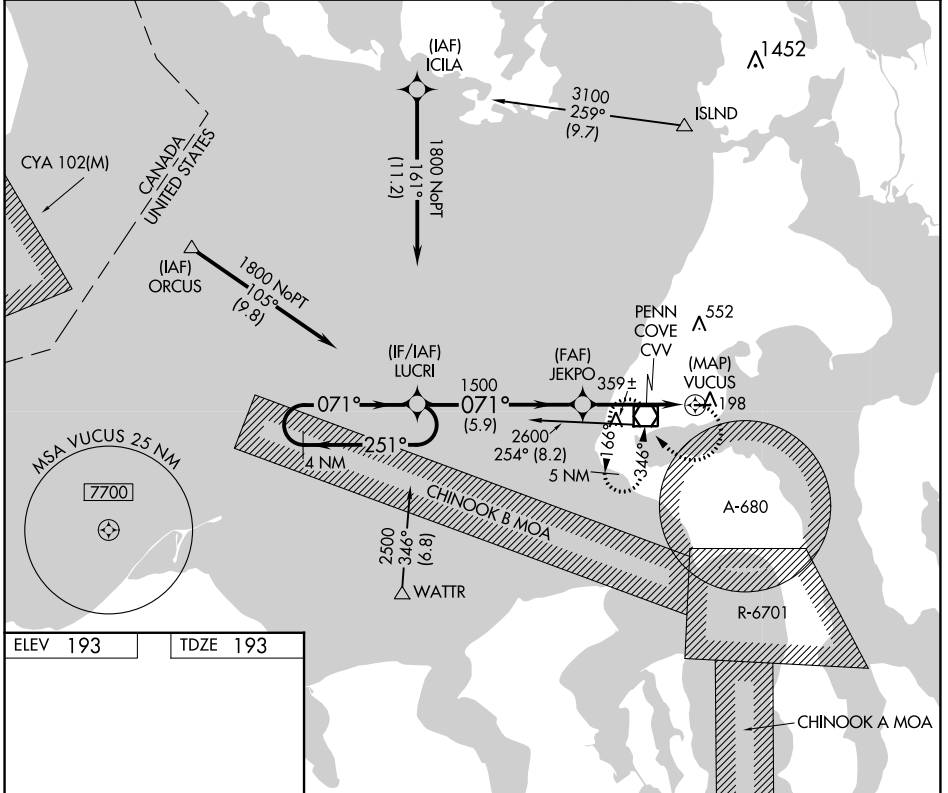 (IAF)
ICILA
1452
3100
259°
(9.7)
ISLND
CYA 102(M)
CANADA
UNITED STATES
1800 NoPT
161°
(11.2)
(IAF)
ORCUS
1800 NoPT
105°
(9.8)
PENN
COVE
CVV
552
(IF/IAF)
LUCRI
(FAF)
JEKPO
359±
(MAP)
VUCUS
198
071°
1500
071°
(5.9)
2600
254° (8.2)
166°
346°
251°
4 NM
5 NM
MSA VUCUS 25 NM
7700
CHINOOK B MOA
A-680
2500
346°
(6.8)
WATTR
R-6701
ELEV 193
TDZE 193
CHINOOK A MOA